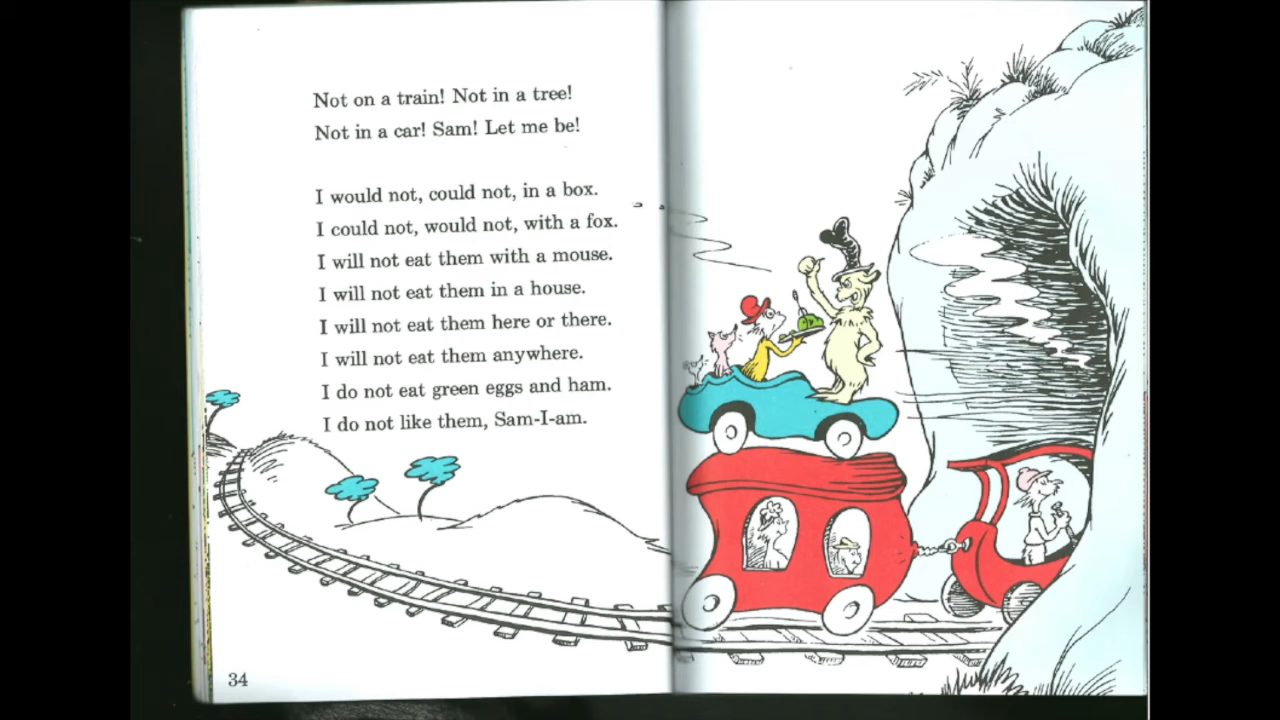 Not on a train! Not in a tree!
Not in a car! Sam! Let me be!
I would not, could not, in a box.
I could not, would not, with a fox.
I will not eat them with a mouse.
I will not eat them in a house.
I will not eat them here or there.
I will not eat them anywhere.
I do not eat green eggs and ham.
I do not like them, Sam-I-am.
34